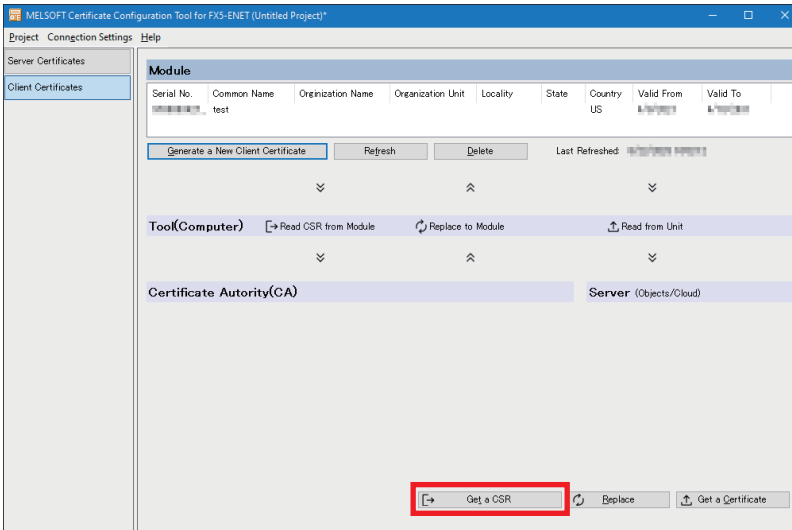 MELSOFT Certificate Configuration Tool for FX5-ENET (Untitled Project)*
Project Connection Settings Help
Server Certificates
Client Certificates
Module
Serial No. Common Name Orginization Name Organization Unit Locality State Country Valid From Valid To
test US
Generate a New Client Certificate Refresh Delete Last Refreshed:
Tool(Computer) Read CSR from Module Replace to Module Read from Unit
Certificate Autority(CA) Server (Objects/Cloud)
Get a CSR Replace Get a Certificate